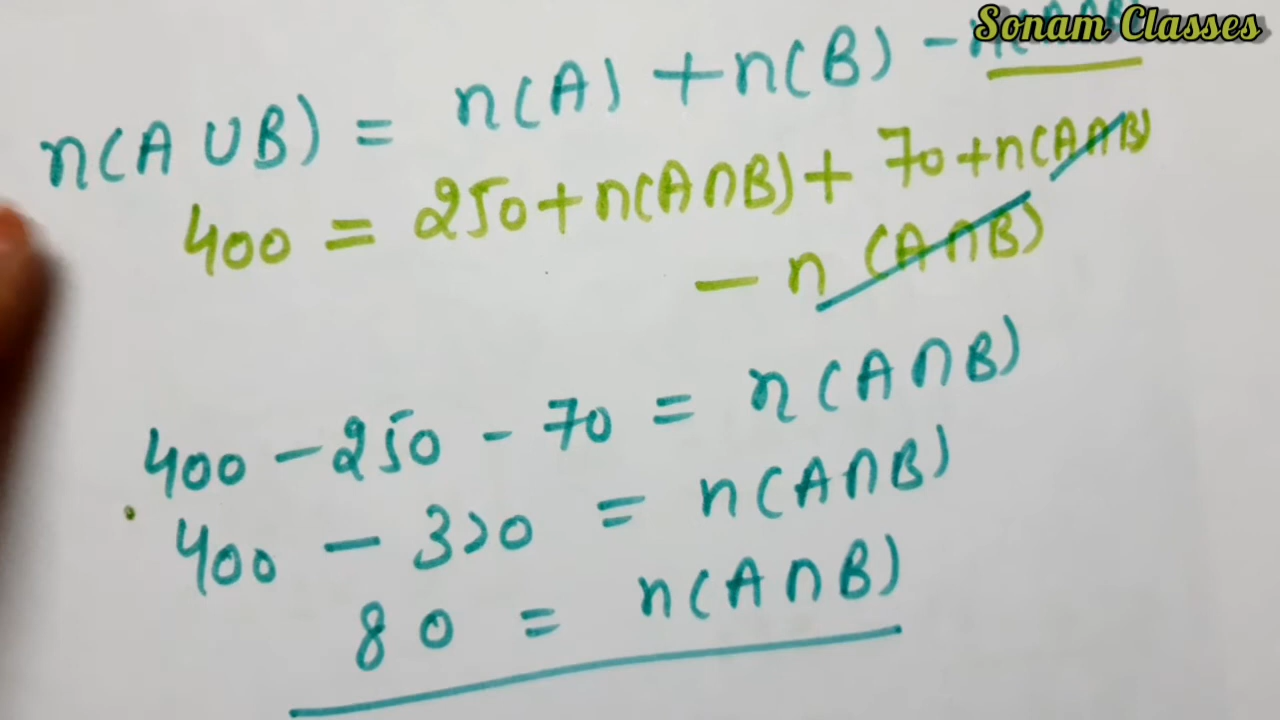 Sonam Classes
n(A∪B) = n(A) + n(B) -
400 = 250 + n(A∩B) + 70 + n(A∩B)
- n (A∩B)
400 - 250 - 70 = n(A∩B)
400 - 320 = n(A∩B)
80 = n(A∩B)